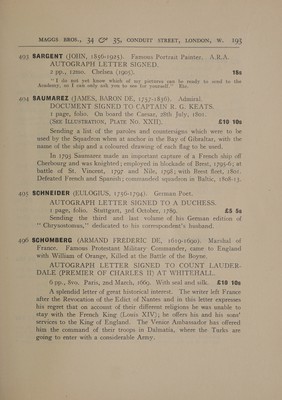 MAGGS BROS., 34 & 35, CONDUIT STREET, LONDON, W. 193
493 SARGENT (JOHN, 1856-1925). Famous Portrait Painter. A.R.A.
AUTOGRAPH LETTER SIGNED.
2 pp., 12mo. Chelsea (1905). 18s
" I do not yet know which of my pictures can be ready to send to the
Academy, so I can only ask you to see for yourself." Etc.
494 SAUMAREZ (JAMES, BARON DE, 1757-1836). Admiral.
DOCUMENT SIGNED TO CAPTAIN R. G. KEATS.
1 page, folio. On board the Caesar, 28th July, 1801.
(SEE ILLUSTRATION, PLATE NO. XXII). £10 10s
Sending a list of the paroles and countersigns which were to be
used by the Squadron when at anchor in the Bay of Gibraltar, with the
name of the ship and a coloured drawing of each flag to be used.
In 1793 Saumarez made an important capture of a French ship off
Cherbourg and was knighted; employed in blockade of Brest, 1795-6; at
battle of St. Vincent, 1797 and Nile, 1798; with Brest fleet, 1801.
Defeated French and Spanish; commanded squadron in Baltic, 1808-13.
495 SCHNEIDER (EULOGIUS, 1756-1794). German Poet.
AUTOGRAPH LETTER SIGNED TO A DUCHESS.
1 page, folio. Stuttgart, 3rd October, 1789. £5 5s
Sending the third and last volume of his German edition of
" Chrysostomas," dedicated to his correspondent's husband.
496 SCHOMBERG (ARMAND FREDERIC DE, 1619-1690). Marshal of
France. Famous Protestant Military Commander, came to England
with William of Orange, Killed at the Battle of the Boyne.
AUTOGRAPH LETTER SIGNED TO COUNT LAUDER-
DALE (PREMIER OF CHARLES II) AT WHITEHALL.
6 pp., 8vo. Paris, 2nd March, 1669. With seal and silk. £10 10s
A splendid letter of great historical interest. The writer left France
after the Revocation of the Edict of Nantes and in this letter expresses
his regret that on account of their different religions he was unable to
stay with the French King (Louis XIV); he offers his and his sons'
services to the King of England. The Venue Ambassador has offered
him the command of their troops in Dalmatia, where the Turks are
going to enter with a considerable Army.